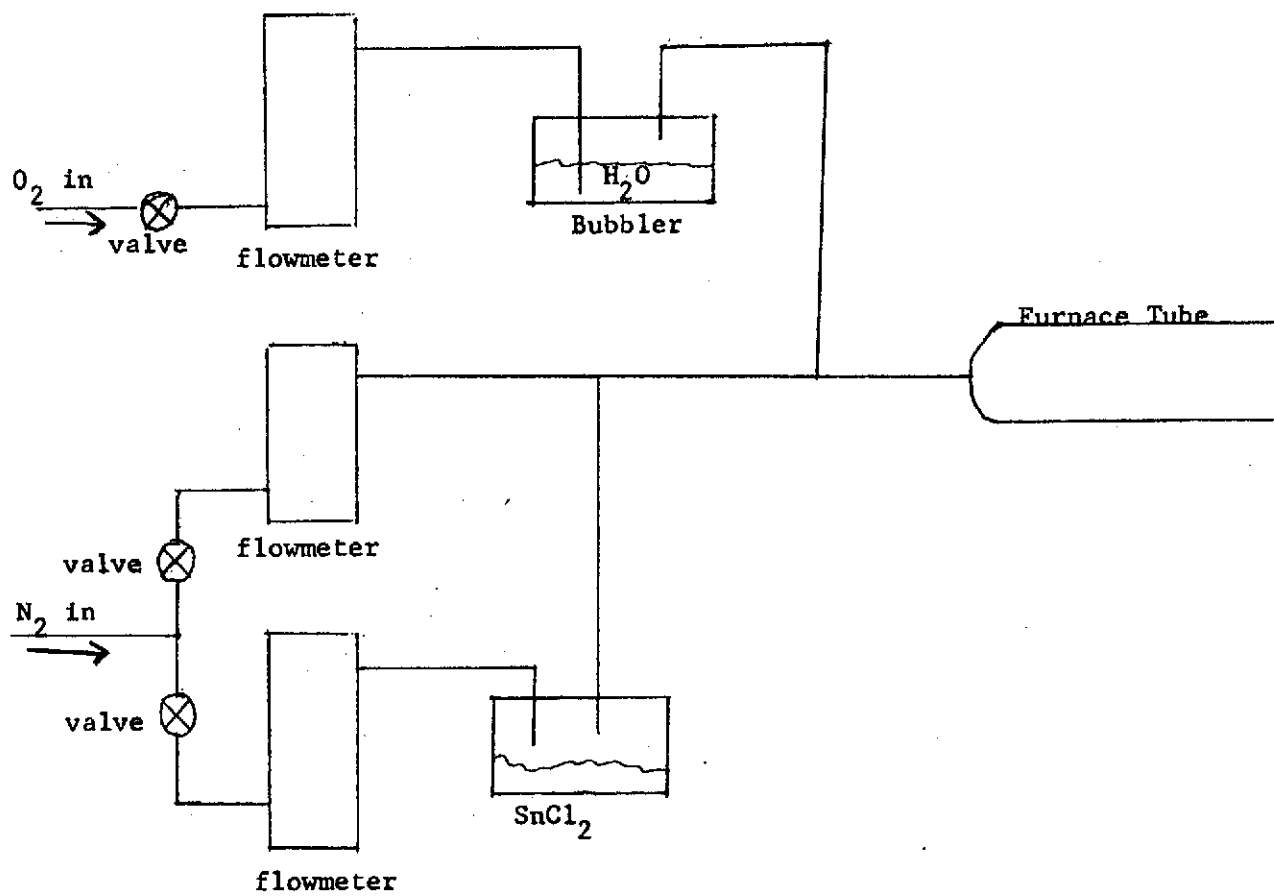 O₂ in
valve
flowmeter
H₂O
Bubbler
Furnace Tube
valve
flowmeter
N₂ in
valve
SnCl₂
flowmeter